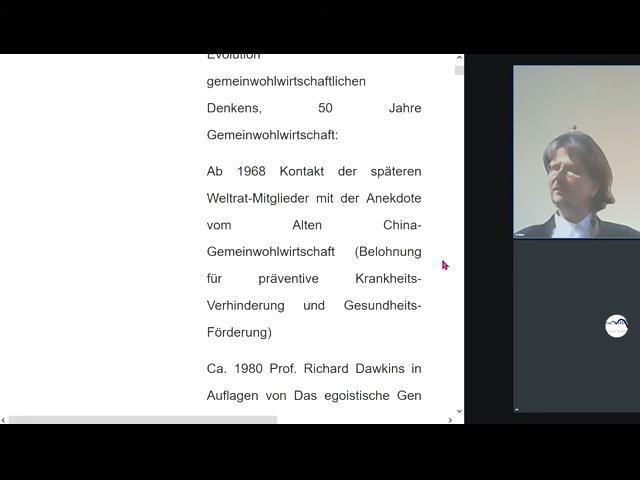 Evolution
gemeinwohlwirtschaftlichen
Denkens, 50 Jahre
Gemeinwohlwirtschaft:
Ab 1968 Kontakt der späteren
Weltrat-Mitglieder mit der Anekdote
vom Alten China-
Gemeinwohlwirtschaft (Belohnung
für präventive Krankheits-
Verhinderung und Gesundheits-
Förderung)
Ca. 1980 Prof. Richard Dawkins in
Auflagen von Das egoistische Gen